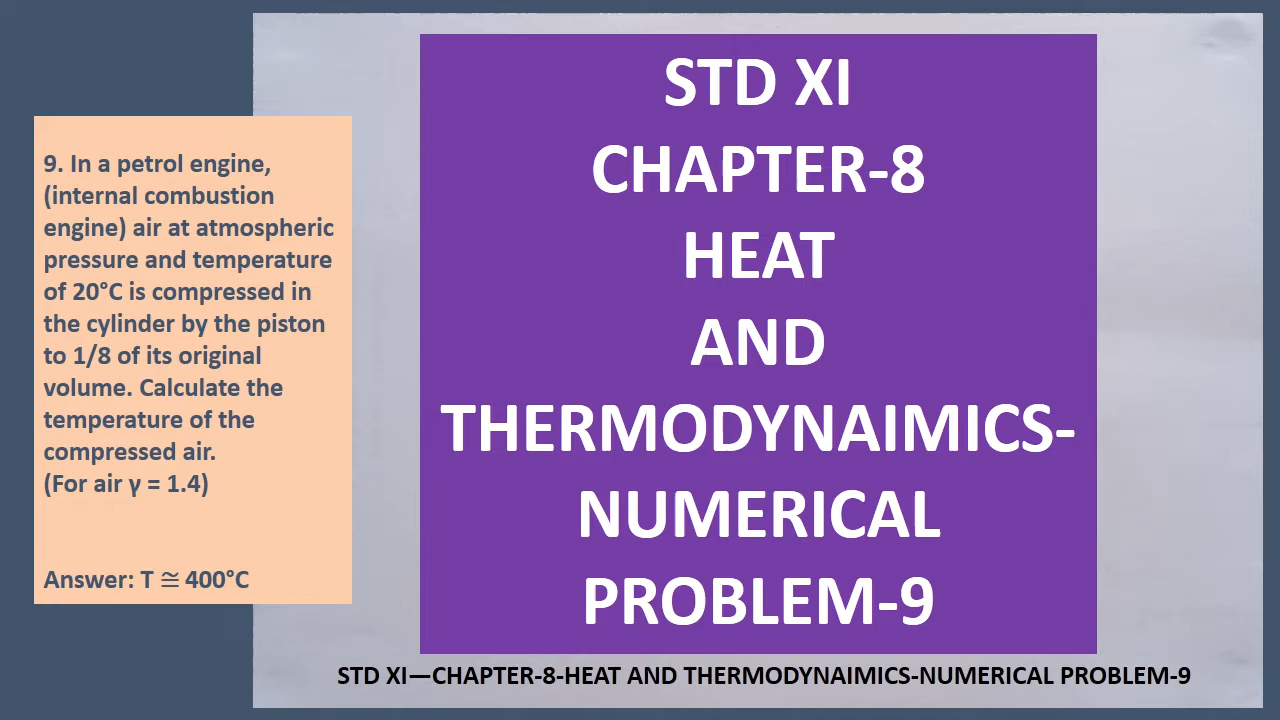 9. In a petrol engine,
(internal combustion
engine) air at atmospheric
pressure and temperature
of 20°C is compressed in
the cylinder by the piston
to 1/8 of its original
volume. Calculate the
temperature of the
compressed air.
(For air γ = 1.4)
Answer: T ≅ 400°C
STD XI
CHAPTER-8
HEAT
AND
THERMODYNAIMICS-
NUMERICAL
PROBLEM-9
STD XI—CHAPTER-8-HEAT AND THERMODYNAIMICS-NUMERICAL PROBLEM-9